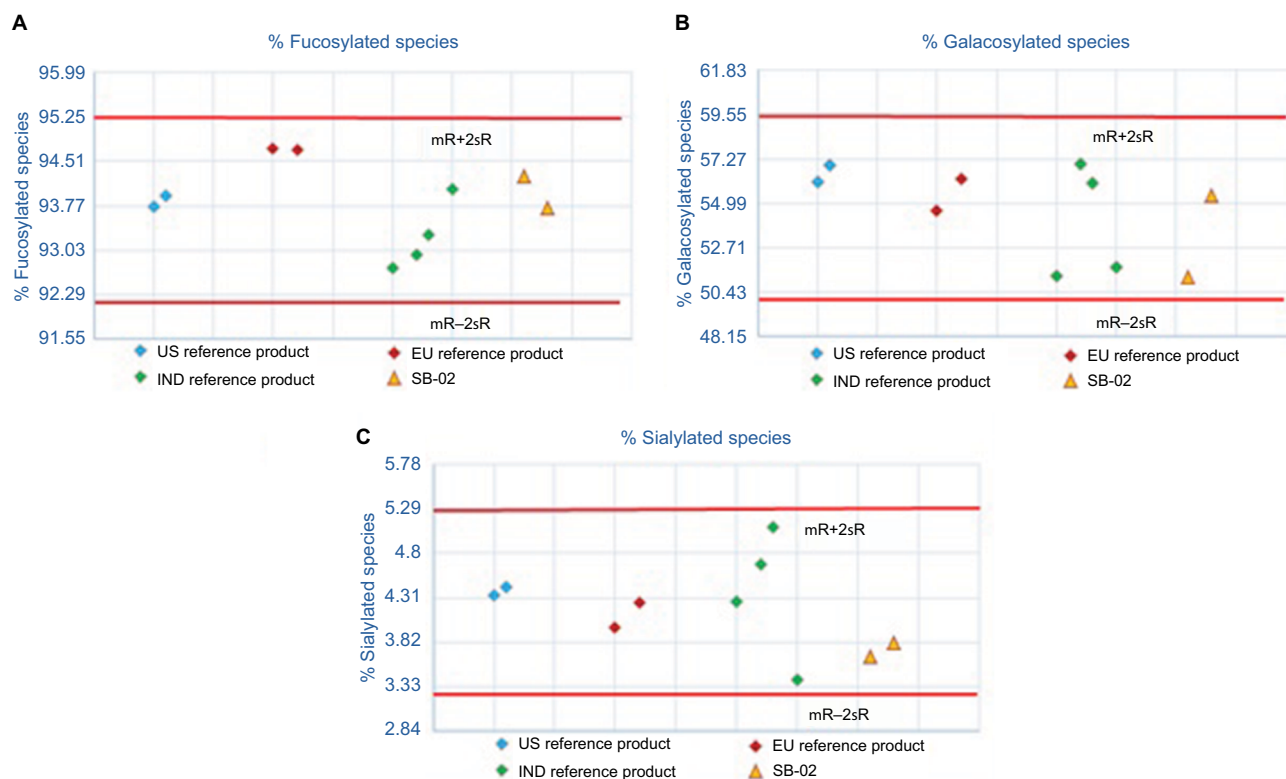 A
% Fucosylated species
% Fucosylated species
95.99
95.25
94.51
93.77
93.03
92.29
91.55
mR+2sR
mR–2sR
US reference product
EU reference product
IND reference product
SB-02
B
% Galacosylated species
% Galacosylated species
61.83
59.55
57.27
54.99
52.71
50.43
48.15
mR+2sR
mR–2sR
US reference product
EU reference product
IND reference product
SB-02
C
% Sialylated species
% Sialylated species
5.78
5.29
4.8
4.31
3.82
3.33
2.84
mR+2sR
mR–2sR
US reference product
EU reference product
IND reference product
SB-02